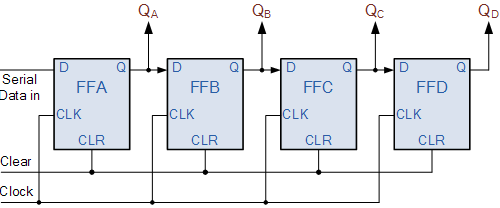 QA QB QC QD
D Q D Q D Q D Q
Serial FFA FFB FFC FFD
Data in
CLK CLK CLK CLK
CLR CLR CLR CLR
Clear
Clock